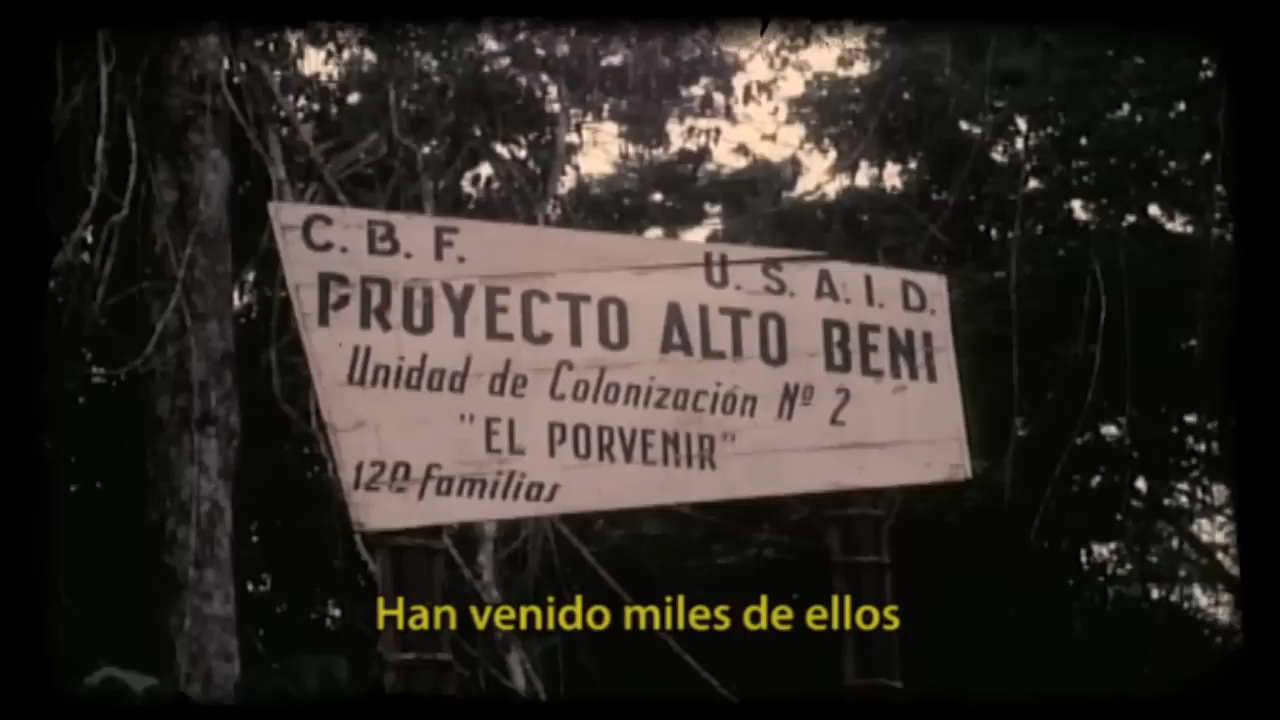 C. B. F.
U. S. A. I. D.
PROYECTO ALTO BENI
Unidad de Colonización Nº 2
"EL PORVENIR"
120 familias
Han venido miles de ellos